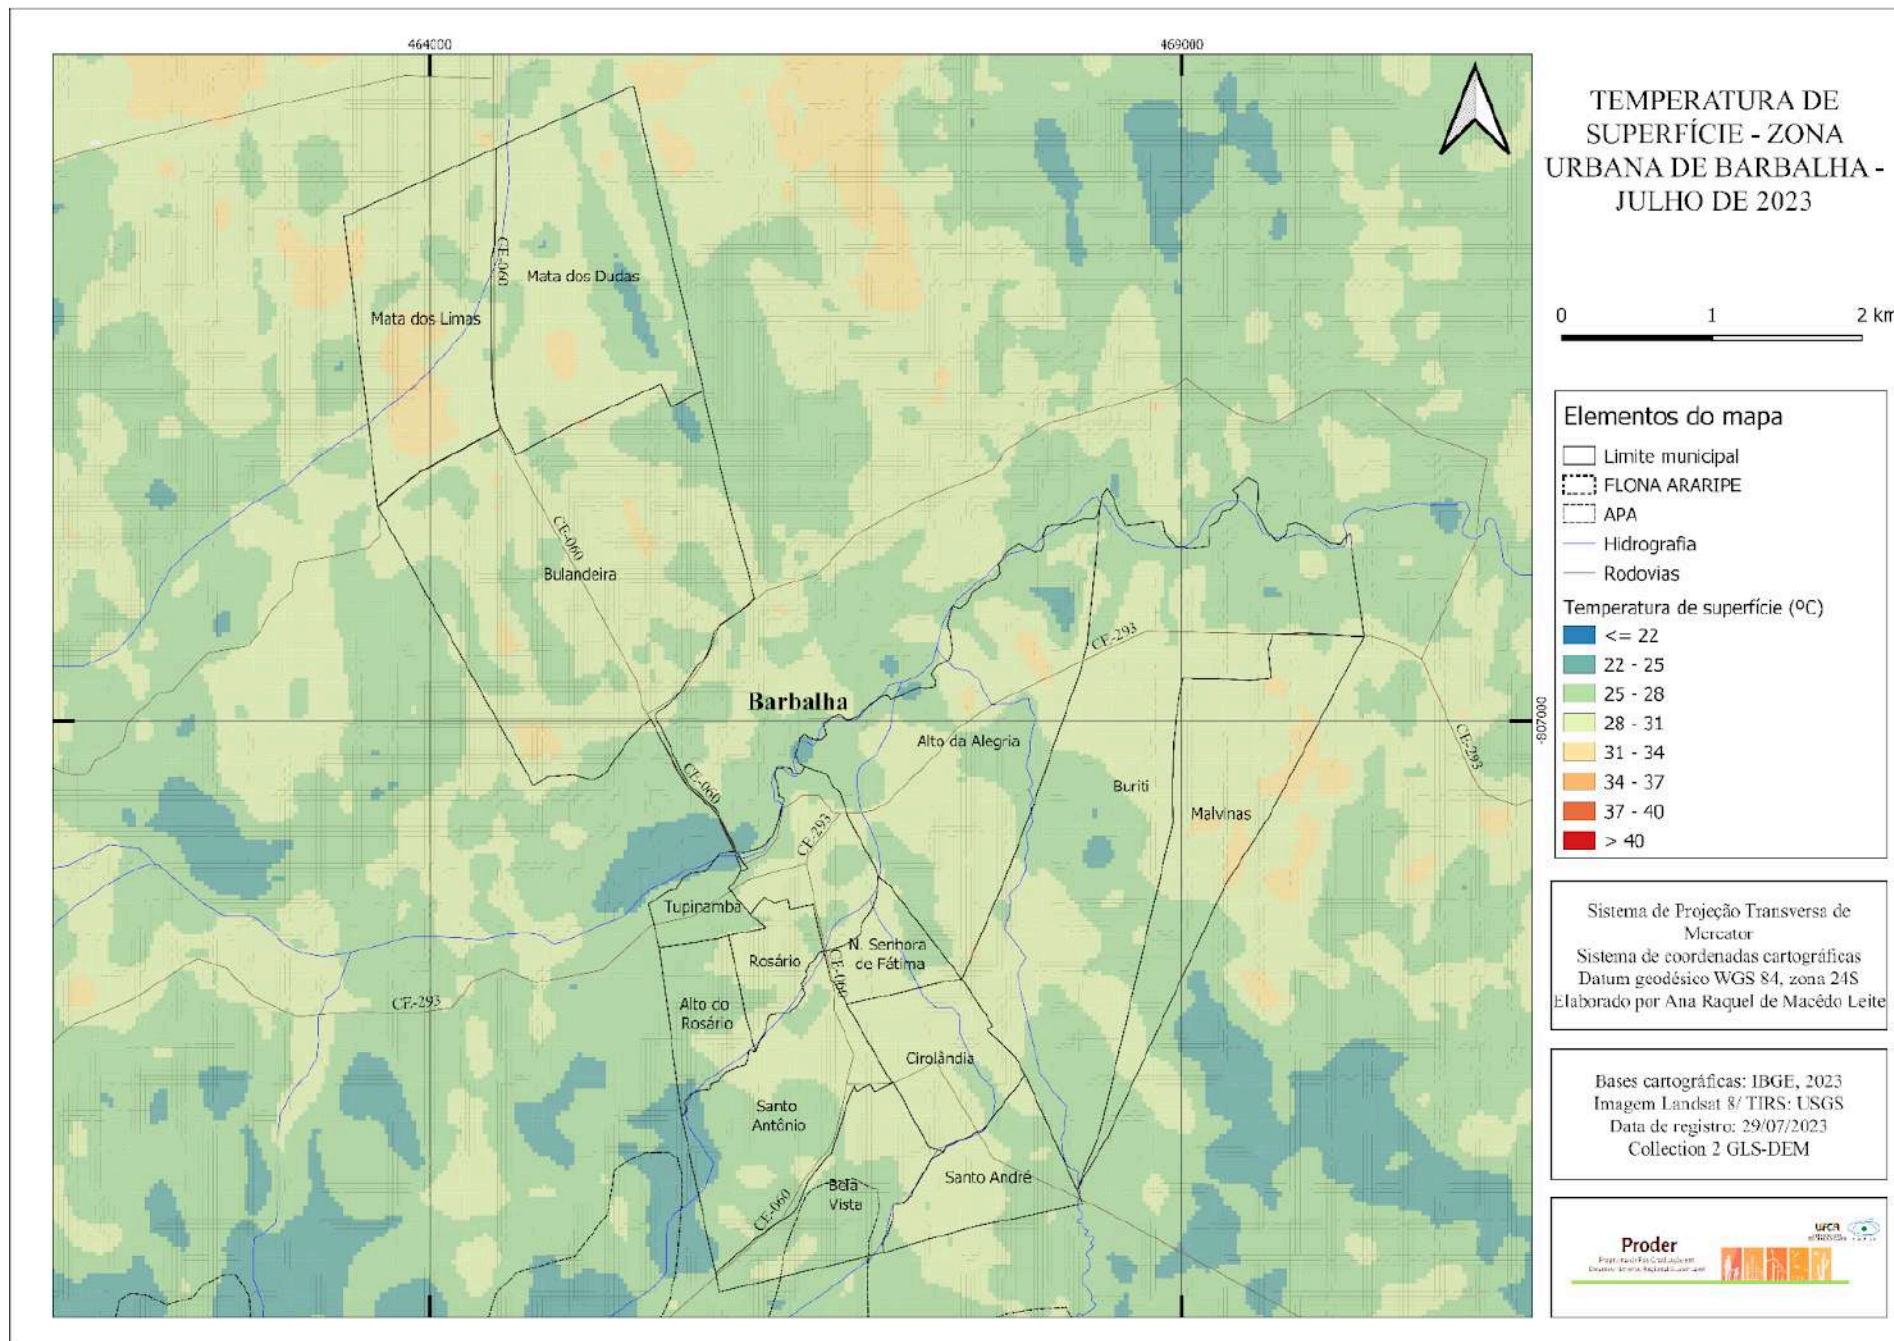 464000
469000
TEMPERATURA DE
SUPERFÍCIE - ZONA
URBANA DE BARBALHA -
JULHO DE 2023
0 1 2 km
CE-060
Mata dos Dudas
Mata dos Limas
CE-060
Bulandeira
CE-293
Barbalha
-807000
Alto da Alegria
CE-293
CE-060
Buriti
Malvinas
CE-293
Tupinamba
Rosário
N. Senhora
de Fátima
CE-060
CE-293
Alto do
Rosário
Cirolândia
Santo
Antônio
Santo André
Bela
Vista
CE-060
Elementos do mapa
Limite municipal
FLONA ARARIPE
APA
Hidrografia
Rodovias
Temperatura de superfície (ºC)
<= 22
22 - 25
25 - 28
28 - 31
31 - 34
34 - 37
37 - 40
> 40
Sistema de Projeção Transversa de
Mercator
Sistema de coordenadas cartográficas
Datum geodésico WGS 84, zona 24S
Elaborado por Ana Raquel de Macêdo Leite
Bases cartográficas: IBGE, 2023
Imagem Landsat 8/ TIRS: USGS
Data de registro: 29/07/2023
Collection 2 GLS-DEM
Proder
UFCA